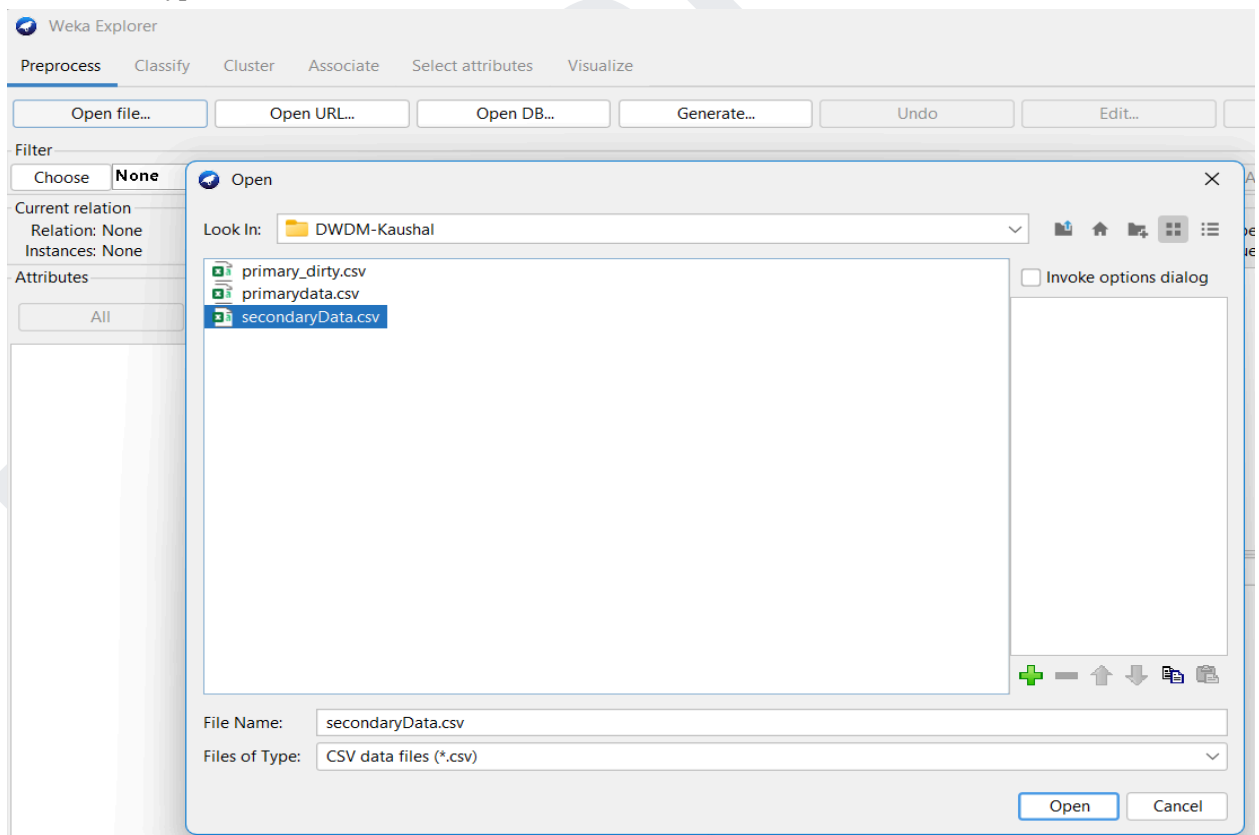 Weka Explorer
Preprocess Classify Cluster Associate Select attributes Visualize
Open file... Open URL... Open DB... Generate... Undo Edit...
Filter
Choose None
Open
Current relation
Relation: None
Instances: None
Look In: DWDM-Kaushal
Attributes
All
primary_dirty.csv
primarydata.csv
secondaryData.csv
Invoke options dialog
File Name: secondaryData.csv
Files of Type: CSV data files (*.csv)
Open Cancel